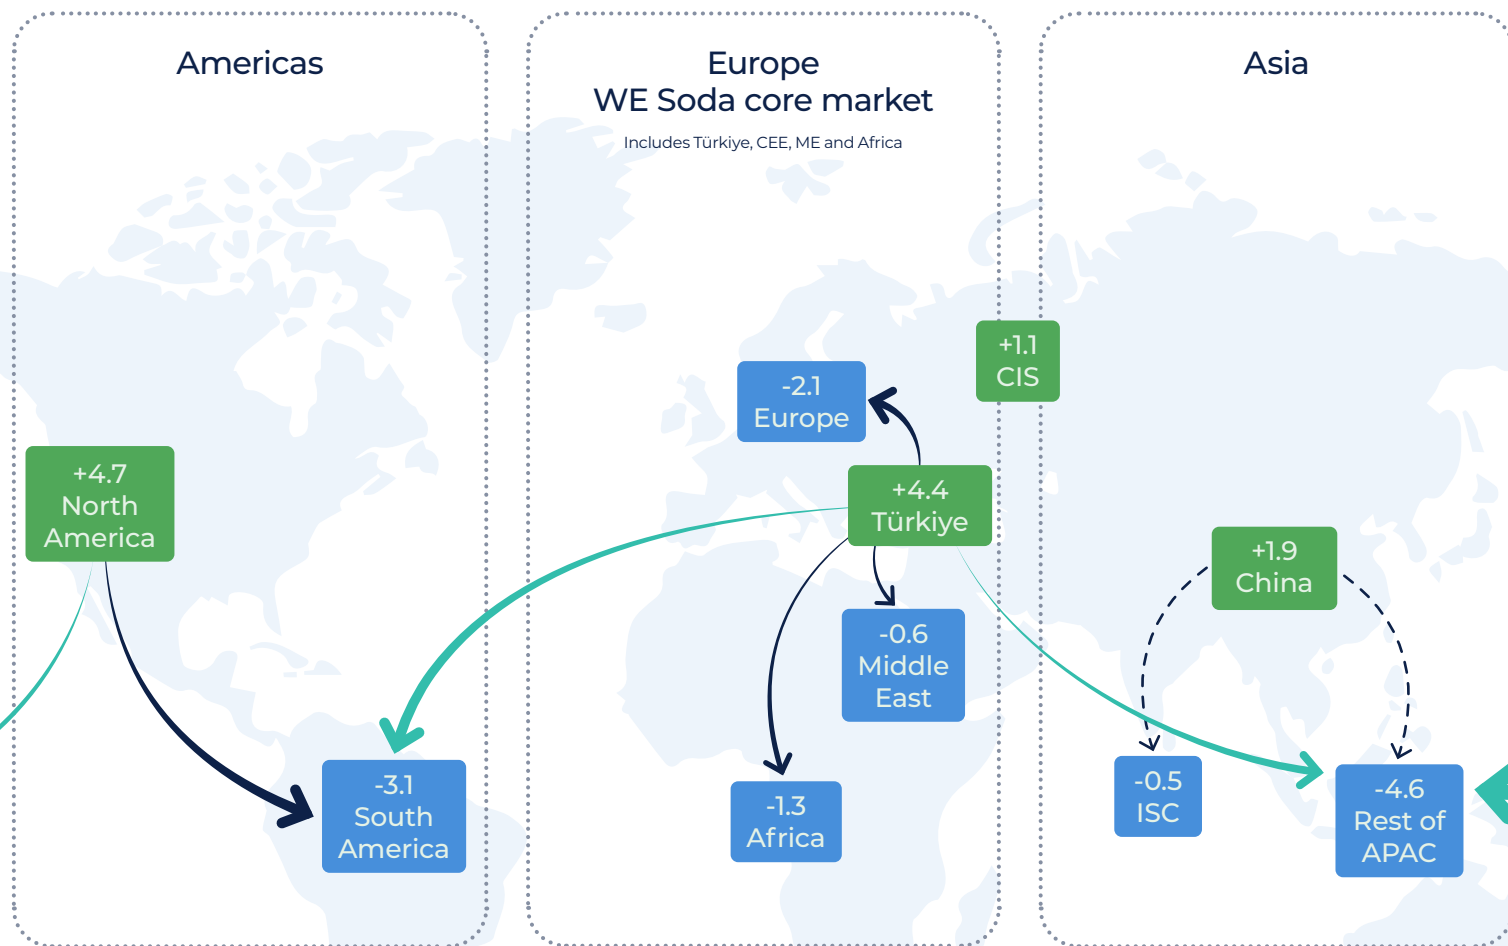 Americas
Europe
WE Soda core market
Includes Türkiye, CEE, ME and Africa
Asia
+1.1
CIS
-2.1
Europe
+4.7
North
America
+4.4
Türkiye
+1.9
China
-0.6
Middle
East
-3.1
South
America
-1.3
Africa
-0.5
ISC
-4.6
Rest of
APAC